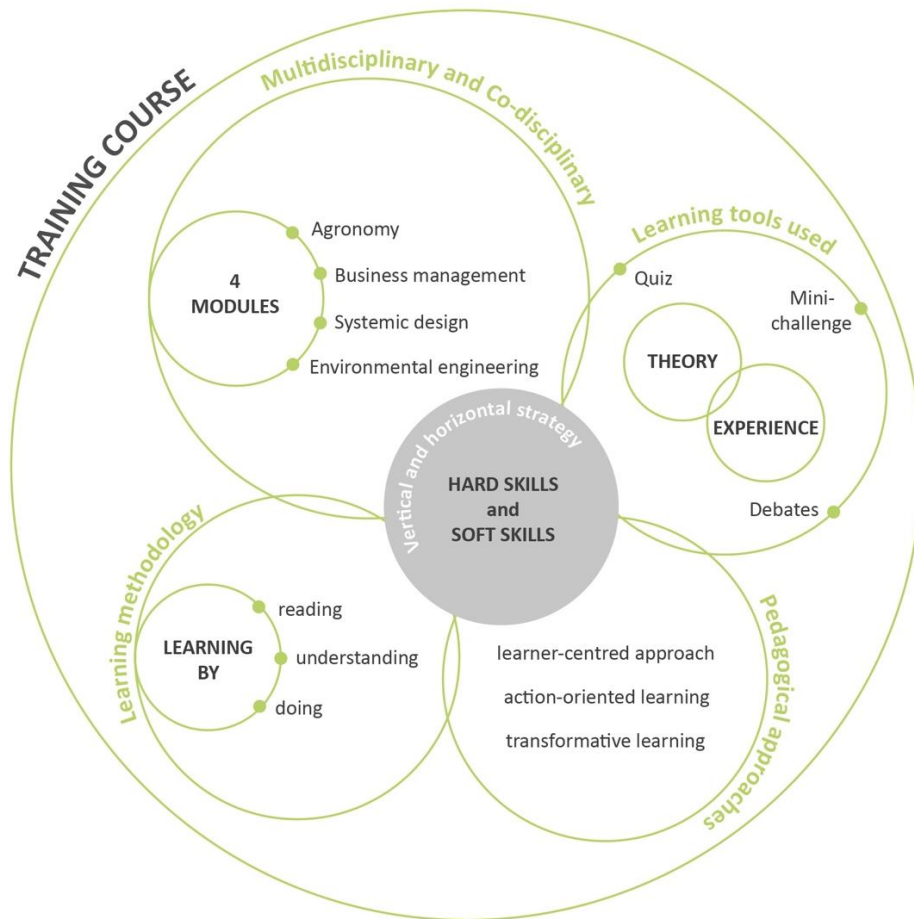 TRAINING COURSE
Multidisciplinary and Co-disciplinary
4
MODULES
Agronomy
Business management
Systemic design
Environmental engineering
Learning tools used
Quiz
Mini-
challenge
THEORY
EXPERIENCE
Debates
Vertical and horizontal strategy
HARD SKILLS
and
SOFT SKILLS
Learning methodology
LEARNING
BY
reading
understanding
doing
Pedagogical approaches
learner-centred approach
action-oriented learning
transformative learning